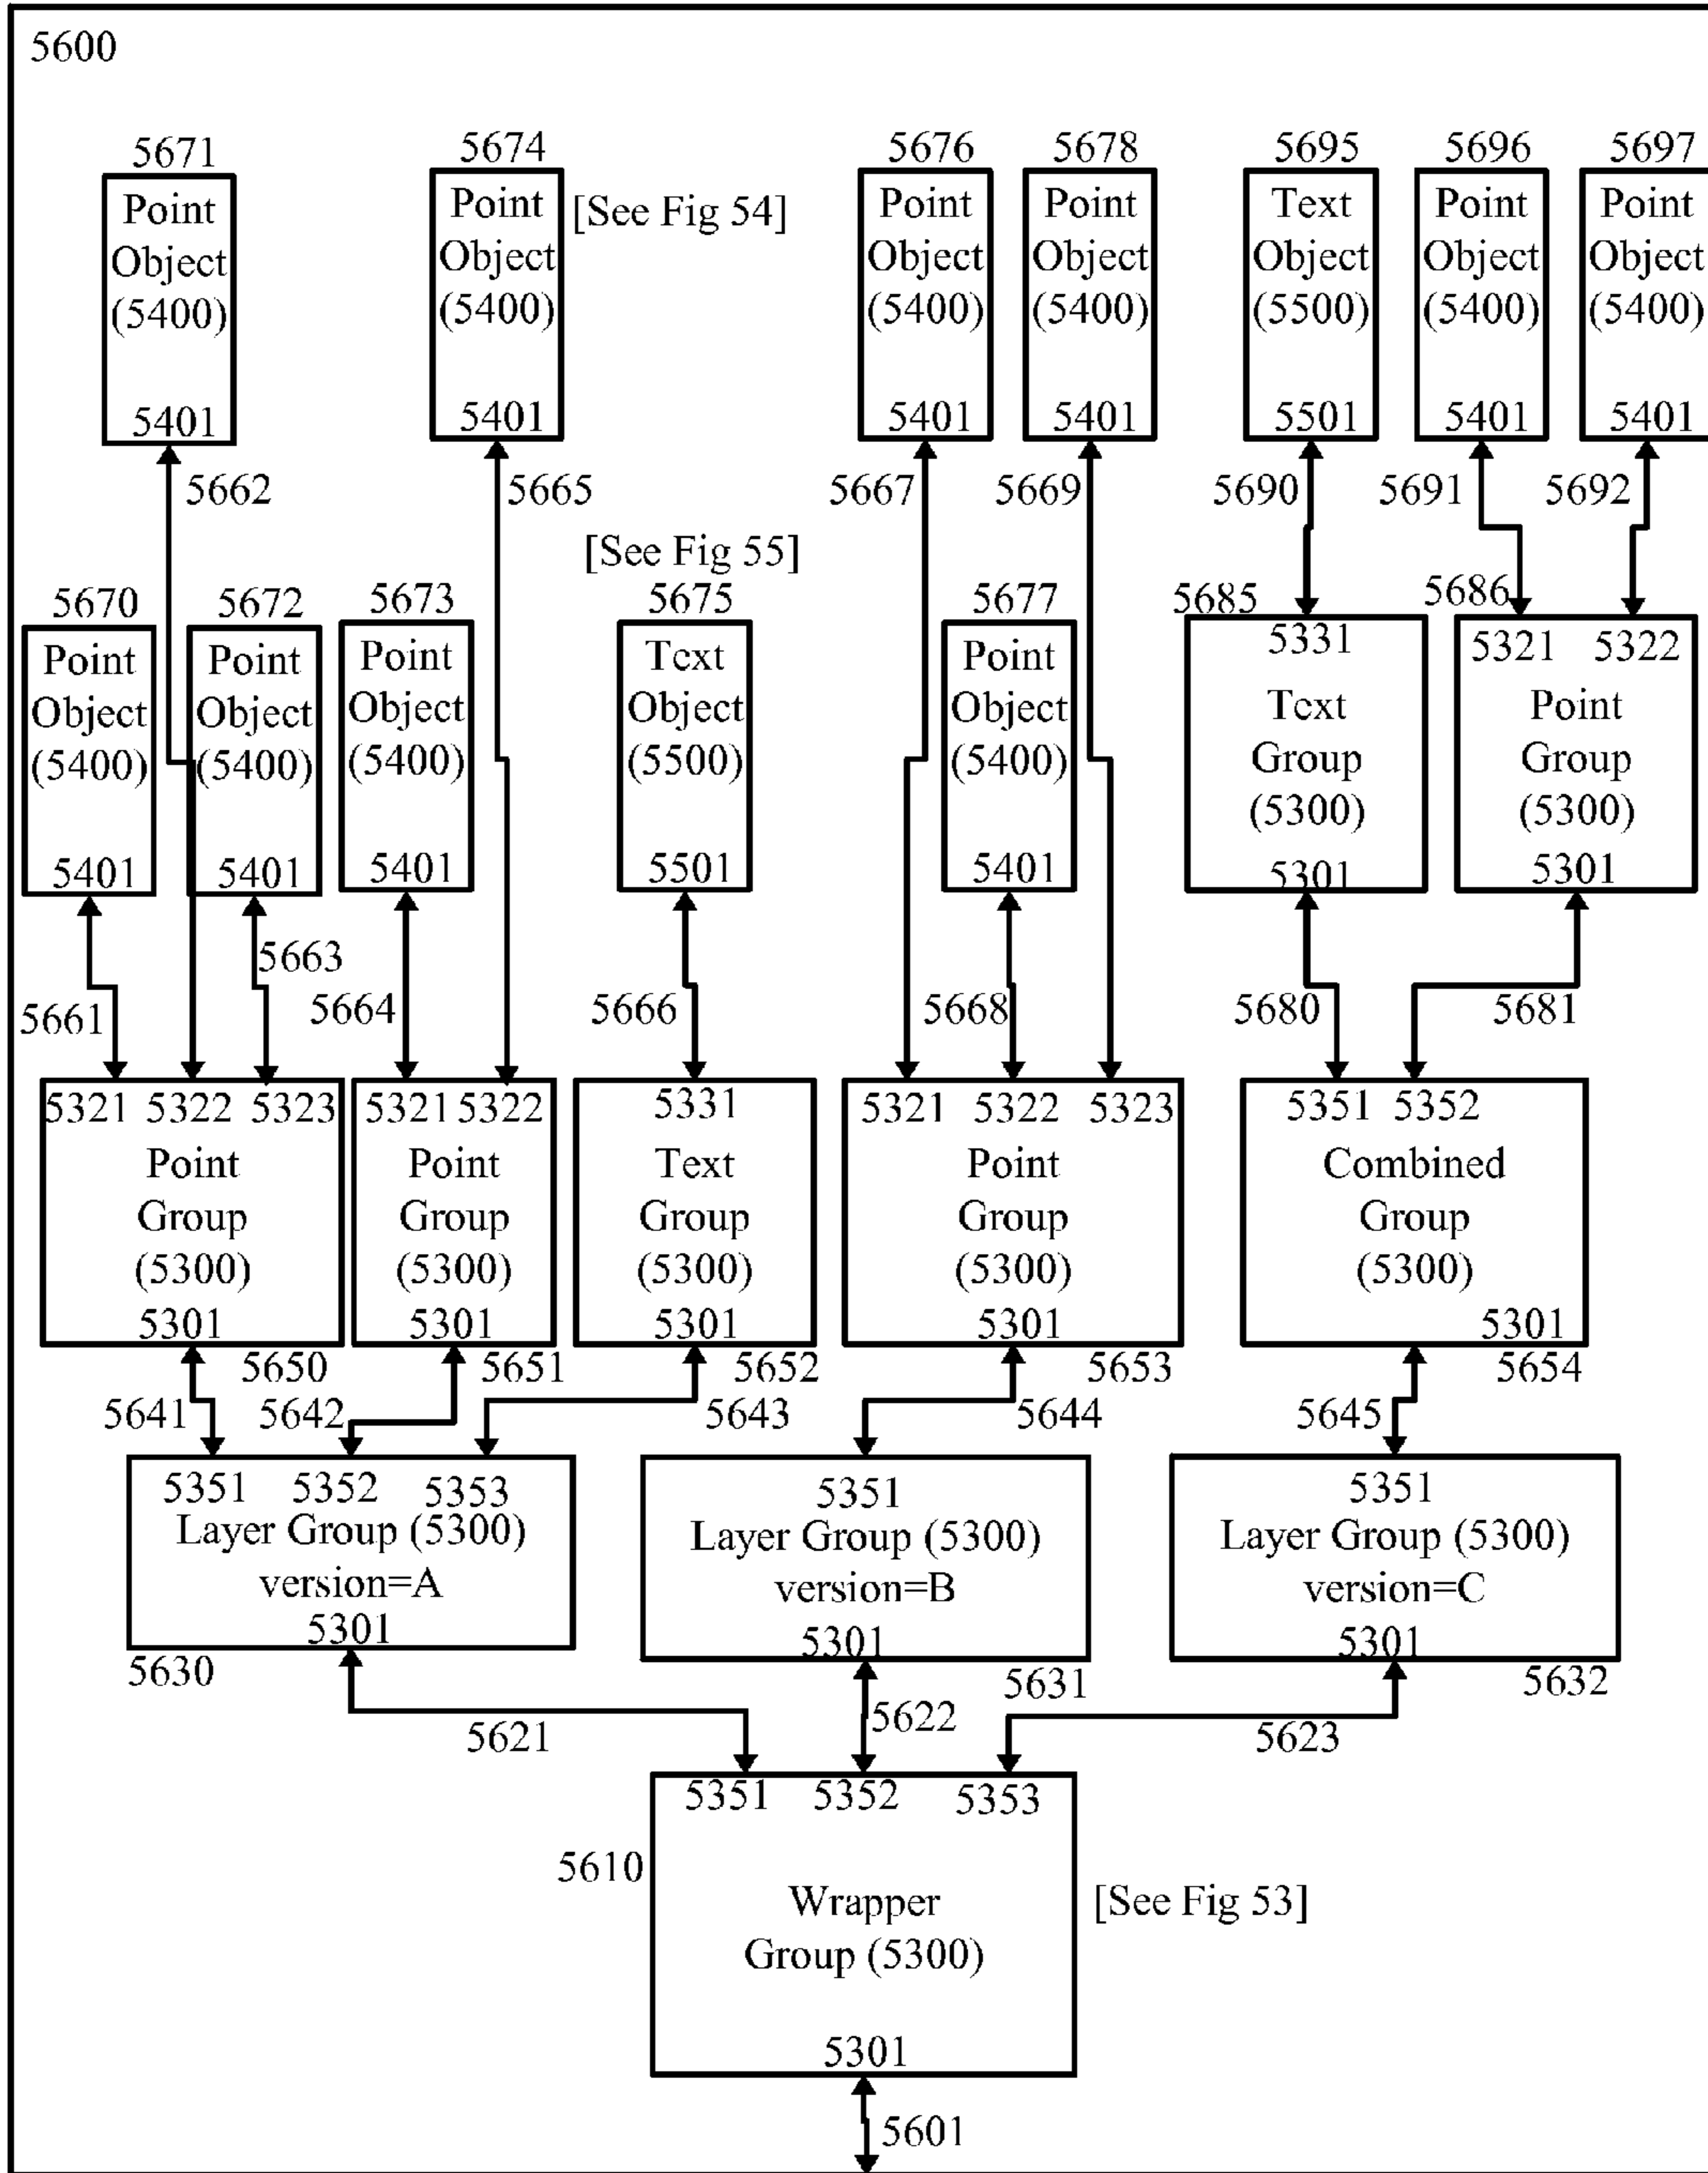 5600
5671
5674
5676
5678
5695
5696
5697
Point
Object
(5400)
5401
Point
Object
(5400)
5401
[See Fig 54]
Point
Object
(5400)
5401
Point
Object
(5400)
5401
Text
Object
(5500)
5501
Point
Object
(5400)
5401
Point
Object
(5400)
5401
5662
5665
5667
5669
5690
5691
5692
[See Fig 55]
5670
5672
5673
5675
5677
5685
5686
Point
Object
(5400)
5401
Point
Object
(5400)
5401
Point
Object
(5400)
5401
Text
Object
(5500)
5501
Point
Object
(5400)
5401
5331
Text
Group
(5300)
5301
5321 5322
Point
Group
(5300)
5301
5661
5663
5664
5666
5668
5680
5681
5321 5322 5323
Point
Group
(5300)
5301
5321 5322
Point
Group
(5300)
5301
5331
Text
Group
(5300)
5301
5321 5322 5323
Point
Group
(5300)
5301
5351 5352
Combined
Group
(5300)
5301
5650
5651
5652
5653
5654
5641
5642
5643
5644
5645
5351 5352 5353
Layer Group (5300)
version=A
5301
5351
Layer Group (5300)
version=B
5301
5351
Layer Group (5300)
version=C
5301
5630
5631
5632
5621
5622
5623
5351 5352 5353
5610
Wrapper
Group (5300)
5301
[See Fig 53]
5601